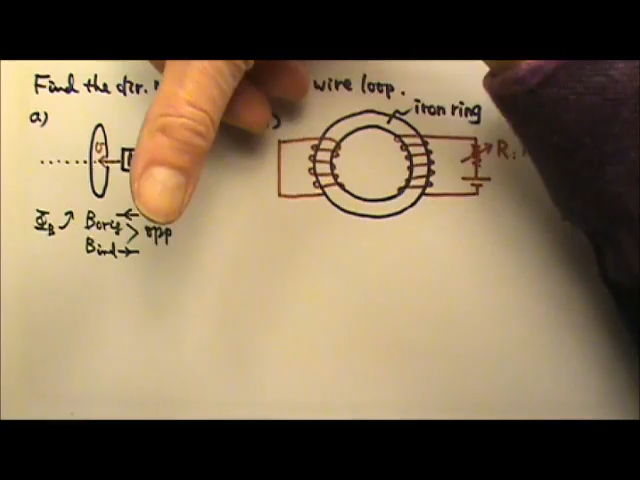 Find the dir. wire loop.
a)
iron ring
v
R
Φ_B ↗ B_orig ← > opp
B_ind →